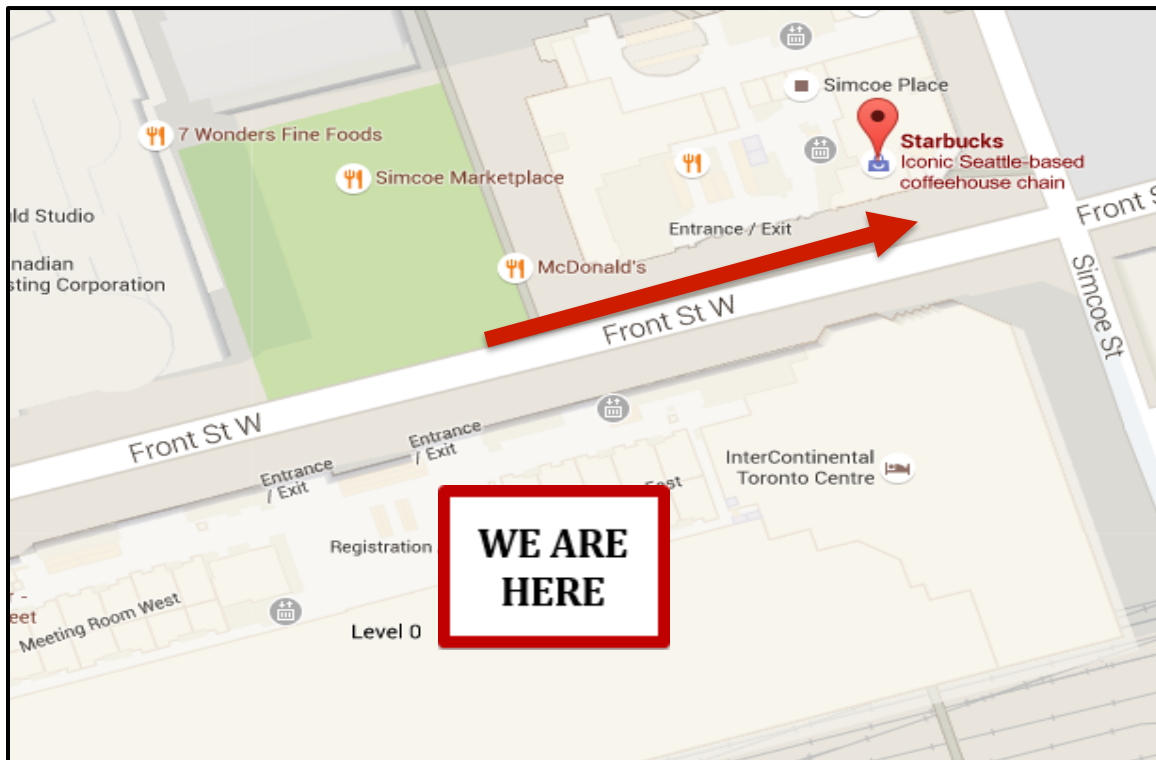 Simcoe Place
7 Wonders Fine Foods
Starbucks
Iconic Seattle-based
coffeehouse chain
Simcoe Marketplace
Front S
uld Studio
Entrance / Exit
nadian
sting Corporation
McDonald's
Simcoe St
Front St W
Front St W
Entrance
/ Exit
Entrance
/ Exit
InterContinental
Toronto Centre
East
WE ARE
HERE
Registration
Meeting Room West
eet
Level 0